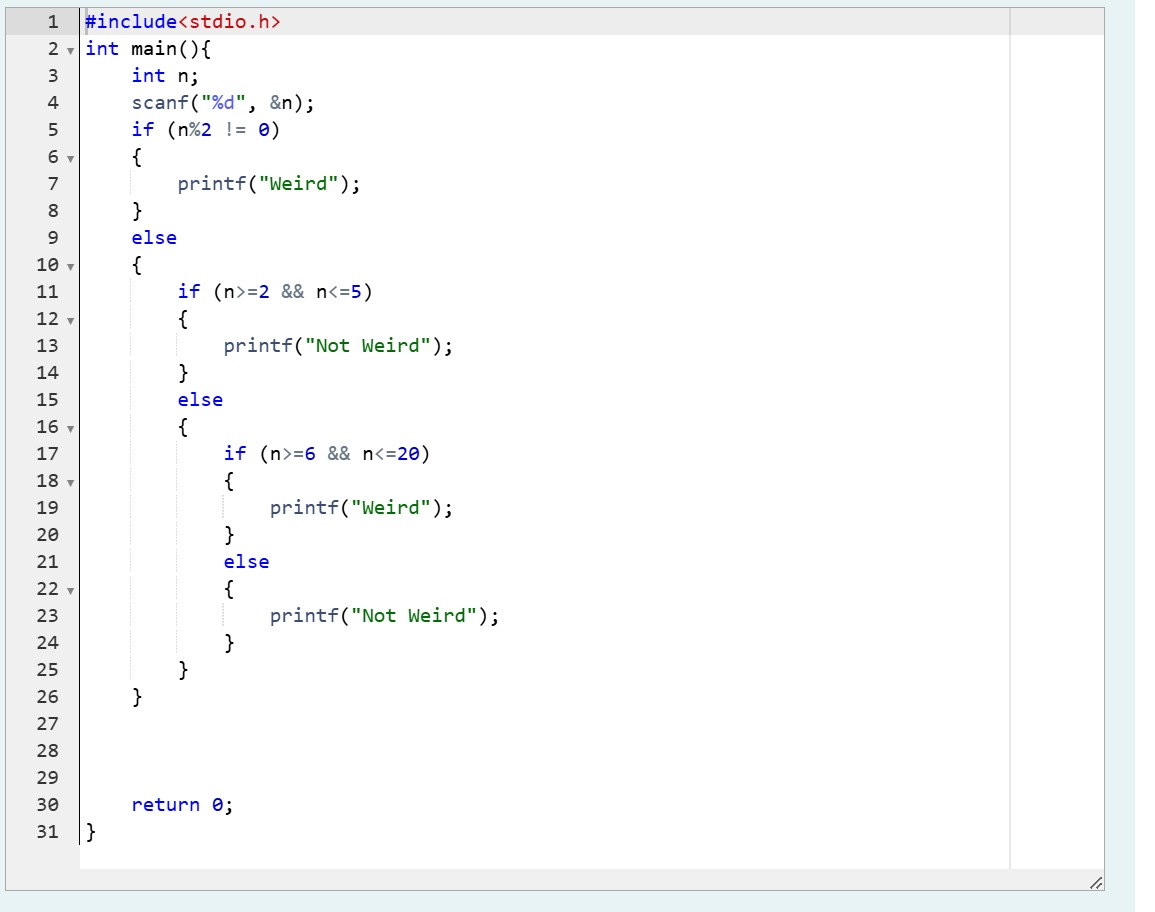 1 #include<stdio.h>
2 int main(){
3     int n;
4     scanf("%d", &n);
5     if (n%2 != 0)
6     {
7         printf("Weird");
8     }
9     else
10     {
11         if (n>=2 && n<=5)
12         {
13             printf("Not Weird");
14         }
15         else
16         {
17             if (n>=6 && n<=20)
18             {
19                 printf("Weird");
20             }
21             else
22             {
23                 printf("Not Weird");
24             }
25         }
26     }
27
28
29
30     return 0;
31 }